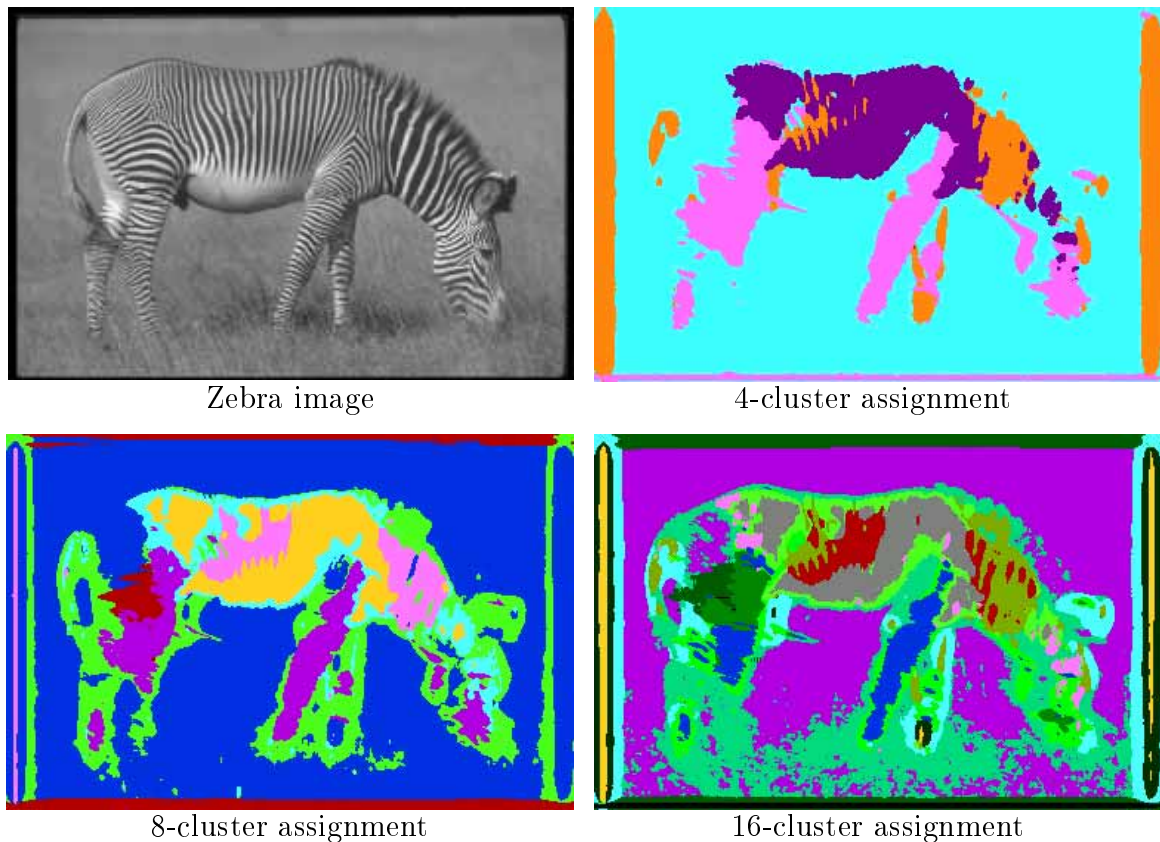 Zebra image
4-cluster assignment
8-cluster assignment
16-cluster assignment